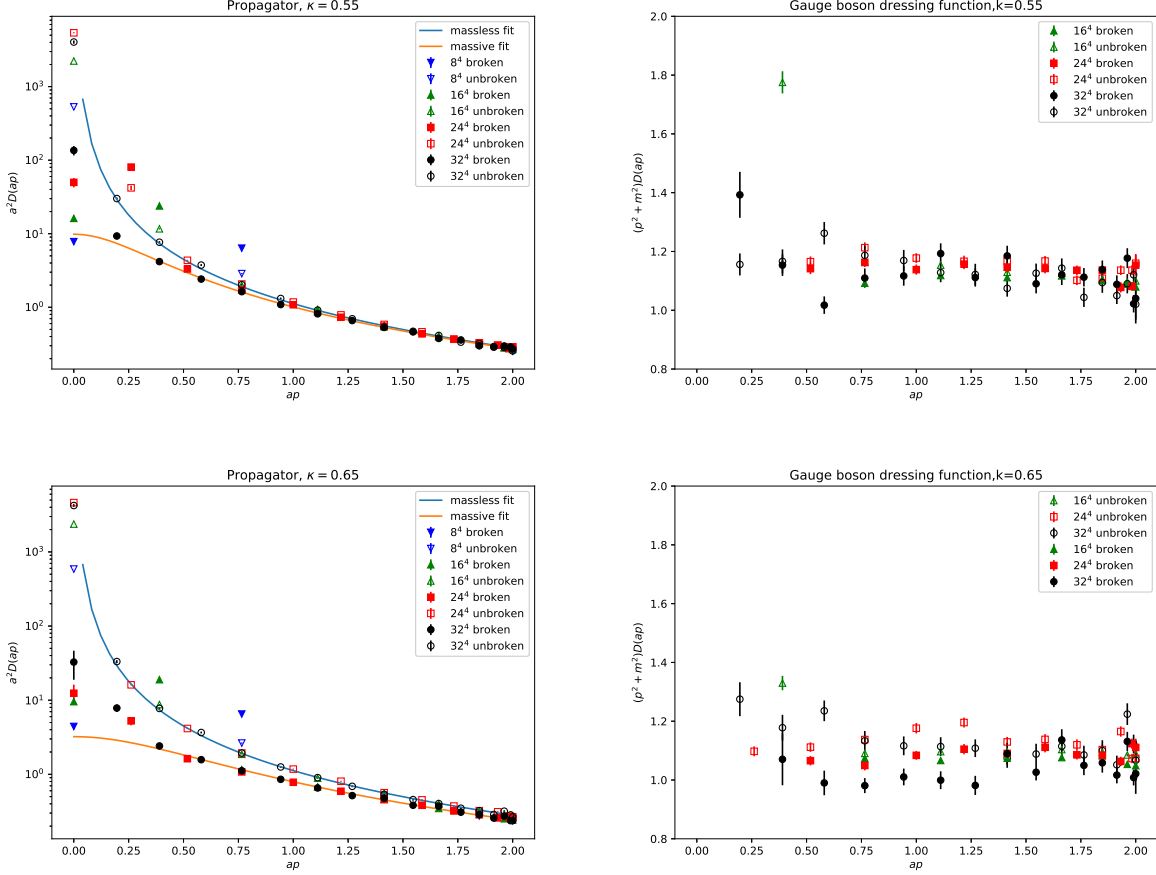 Propagator, κ = 0.55
a²D(ap)
10³
10²
10¹
10⁰
0.00 0.25 0.50 0.75 1.00 1.25 1.50 1.75 2.00
ap
massless fit
massive fit
8⁴ broken
8⁴ unbroken
16⁴ broken
16⁴ unbroken
24⁴ broken
24⁴ unbroken
32⁴ broken
32⁴ unbroken
Gauge boson dressing function,k=0.55
(p² + m²)D(ap)
2.0
1.8
1.6
1.4
1.2
1.0
0.8
0.00 0.25 0.50 0.75 1.00 1.25 1.50 1.75 2.00
ap
16⁴ broken
16⁴ unbroken
24⁴ broken
24⁴ unbroken
32⁴ broken
32⁴ unbroken
Propagator, κ = 0.65
a²D(ap)
10³
10²
10¹
10⁰
0.00 0.25 0.50 0.75 1.00 1.25 1.50 1.75 2.00
ap
massless fit
massive fit
8⁴ broken
8⁴ unbroken
16⁴ broken
16⁴ unbroken
24⁴ broken
24⁴ unbroken
32⁴ broken
32⁴ unbroken
Gauge boson dressing function,k=0.65
(p² + m²)D(ap)
2.0
1.8
1.6
1.4
1.2
1.0
0.8
0.00 0.25 0.50 0.75 1.00 1.25 1.50 1.75 2.00
ap
16⁴ unbroken
24⁴ unbroken
32⁴ unbroken
16⁴ broken
24⁴ broken
32⁴ broken